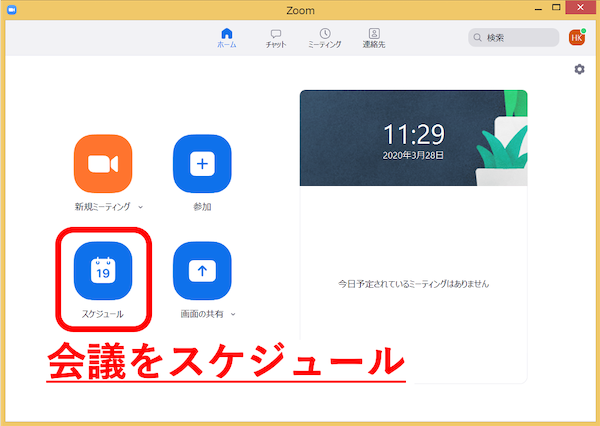 Zoom
ホーム
チャット
ミーティング
連絡先
検索
HK
11:29
2020年3月28日
新規ミーティング
参加
19
スケジュール
画面の共有
今日予定されているミーティングはありません
会議をスケジュール